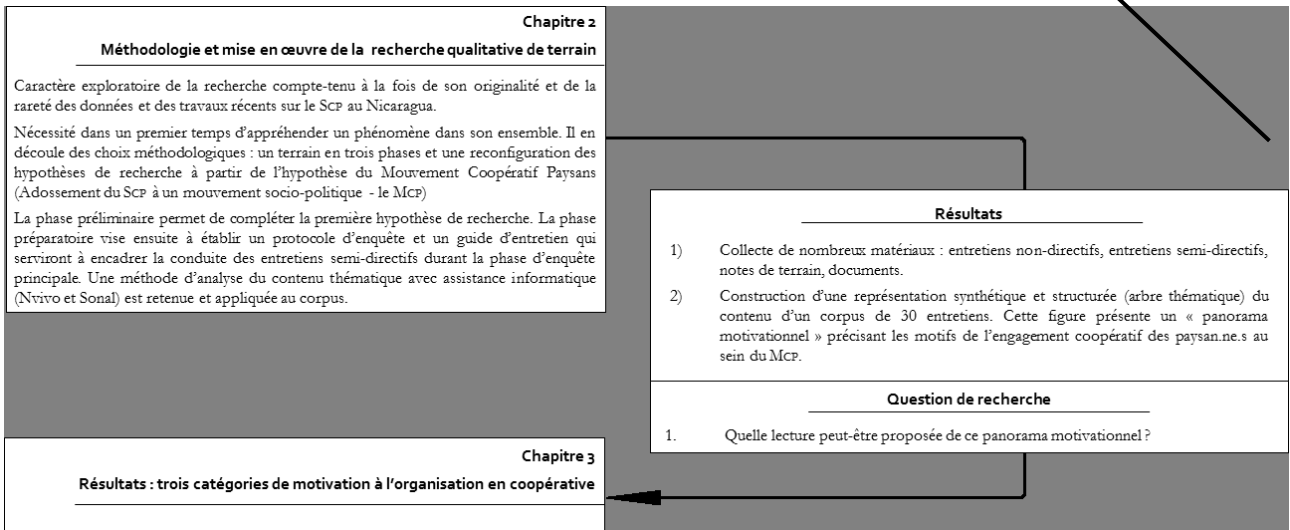 Chapitre 2
Méthodologie et mise en œuvre de la recherche qualitative de terrain
Caractère exploratoire de la recherche compte-tenu à la fois de son originalité et de la
rareté des données et des travaux récents sur le SCP au Nicaragua.
Nécessité dans un premier temps d'appréhender un phénomène dans son ensemble. Il en
découle des choix méthodologiques : un terrain en trois phases et une reconfiguration des
hypothèses de recherche à partir de l'hypothèse du Mouvement Coopératif Paysans
(Adossement du SCP à un mouvement socio-politique - le MCP)
La phase préliminaire permet de compléter la première hypothèse de recherche. La phase
préparatoire vise ensuite à établir un protocole d'enquête et un guide d'entretien qui
serviront à encadrer la conduite des entretiens semi-directifs durant la phase d'enquête
principale. Une méthode d'analyse du contenu thématique avec assistance informatique
(Nvivo et Sonal) est retenue et appliquée au corpus.
Résultats
1) Collecte de nombreux matériaux : entretiens non-directifs, entretiens semi-directifs,
notes de terrain, documents.
2) Construction d'une représentation synthétique et structurée (arbre thématique) du
contenu d'un corpus de 30 entretiens. Cette figure présente un « panorama
motivationnel » précisant les motifs de l'engagement coopératif des paysan.ne.s au
sein du MCP.
Question de recherche
1. Quelle lecture peut-être proposée de ce panorama motivationnel ?
Chapitre 3
Résultats : trois catégories de motivation à l'organisation en coopérative